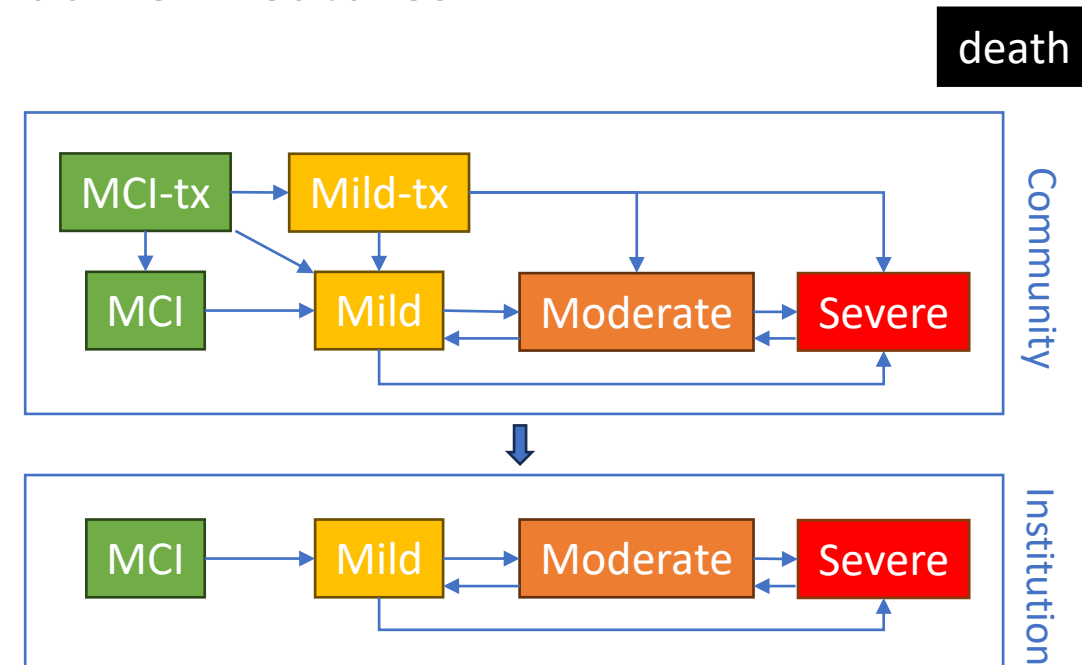 death
MCI-tx
Mild-tx
MCI
Mild
Moderate
Severe
Community
MCI
Mild
Moderate
Severe
Institution